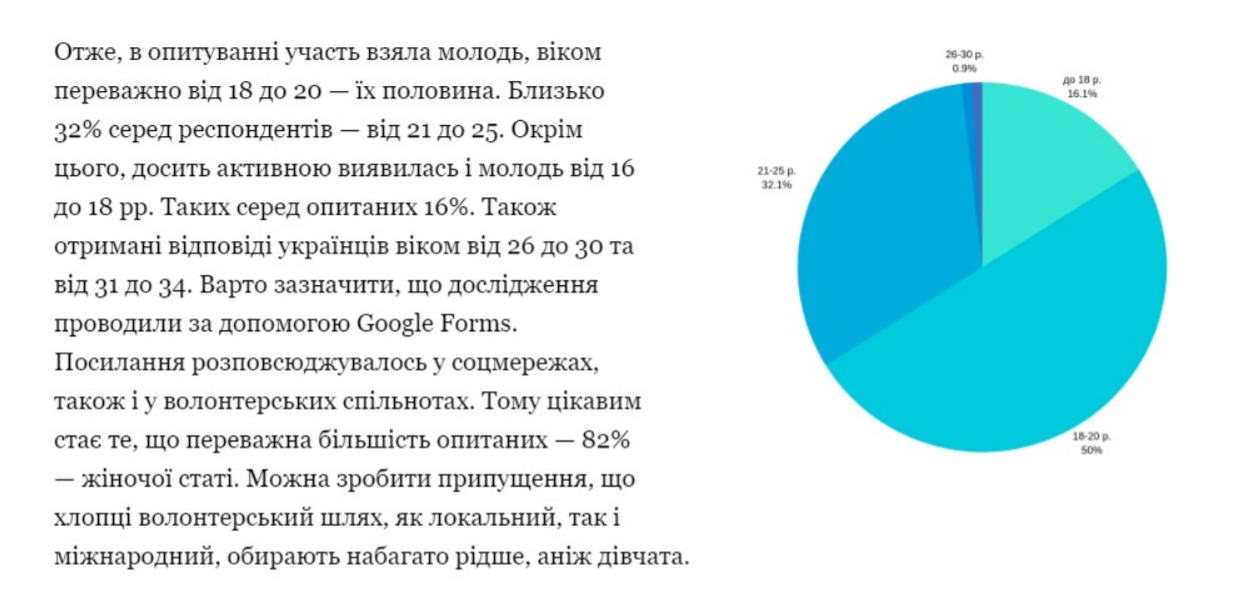 Отже, в опитуванні участь взяла молодь, віком
переважно від 18 до 20 — їх половина. Близько
32% серед респондентів — від 21 до 25. Окрім
цього, досить активною виявилась і молодь від 16
до 18 рр. Таких серед опитаних 16%. Також
отримані відповіді українців віком від 26 до 30 та
від 31 до 34. Варто зазначити, що дослідження
проводили за допомогою Google Forms.
Посилання розповсюджувалось у соцмережах,
також і у волонтерських спільнотах. Тому цікавим
стає те, що переважна більшість опитаних — 82%
— жіночої статі. Можна зробити припущення, що
хлопці волонтерський шлях, як локальний, так і
міжнародний, обирають набагато рідше, аніж дівчата.
26-30 р.
0.9%
до 18 р.
16.1%
21-25 р.
32.1%
18-20 р.
50%